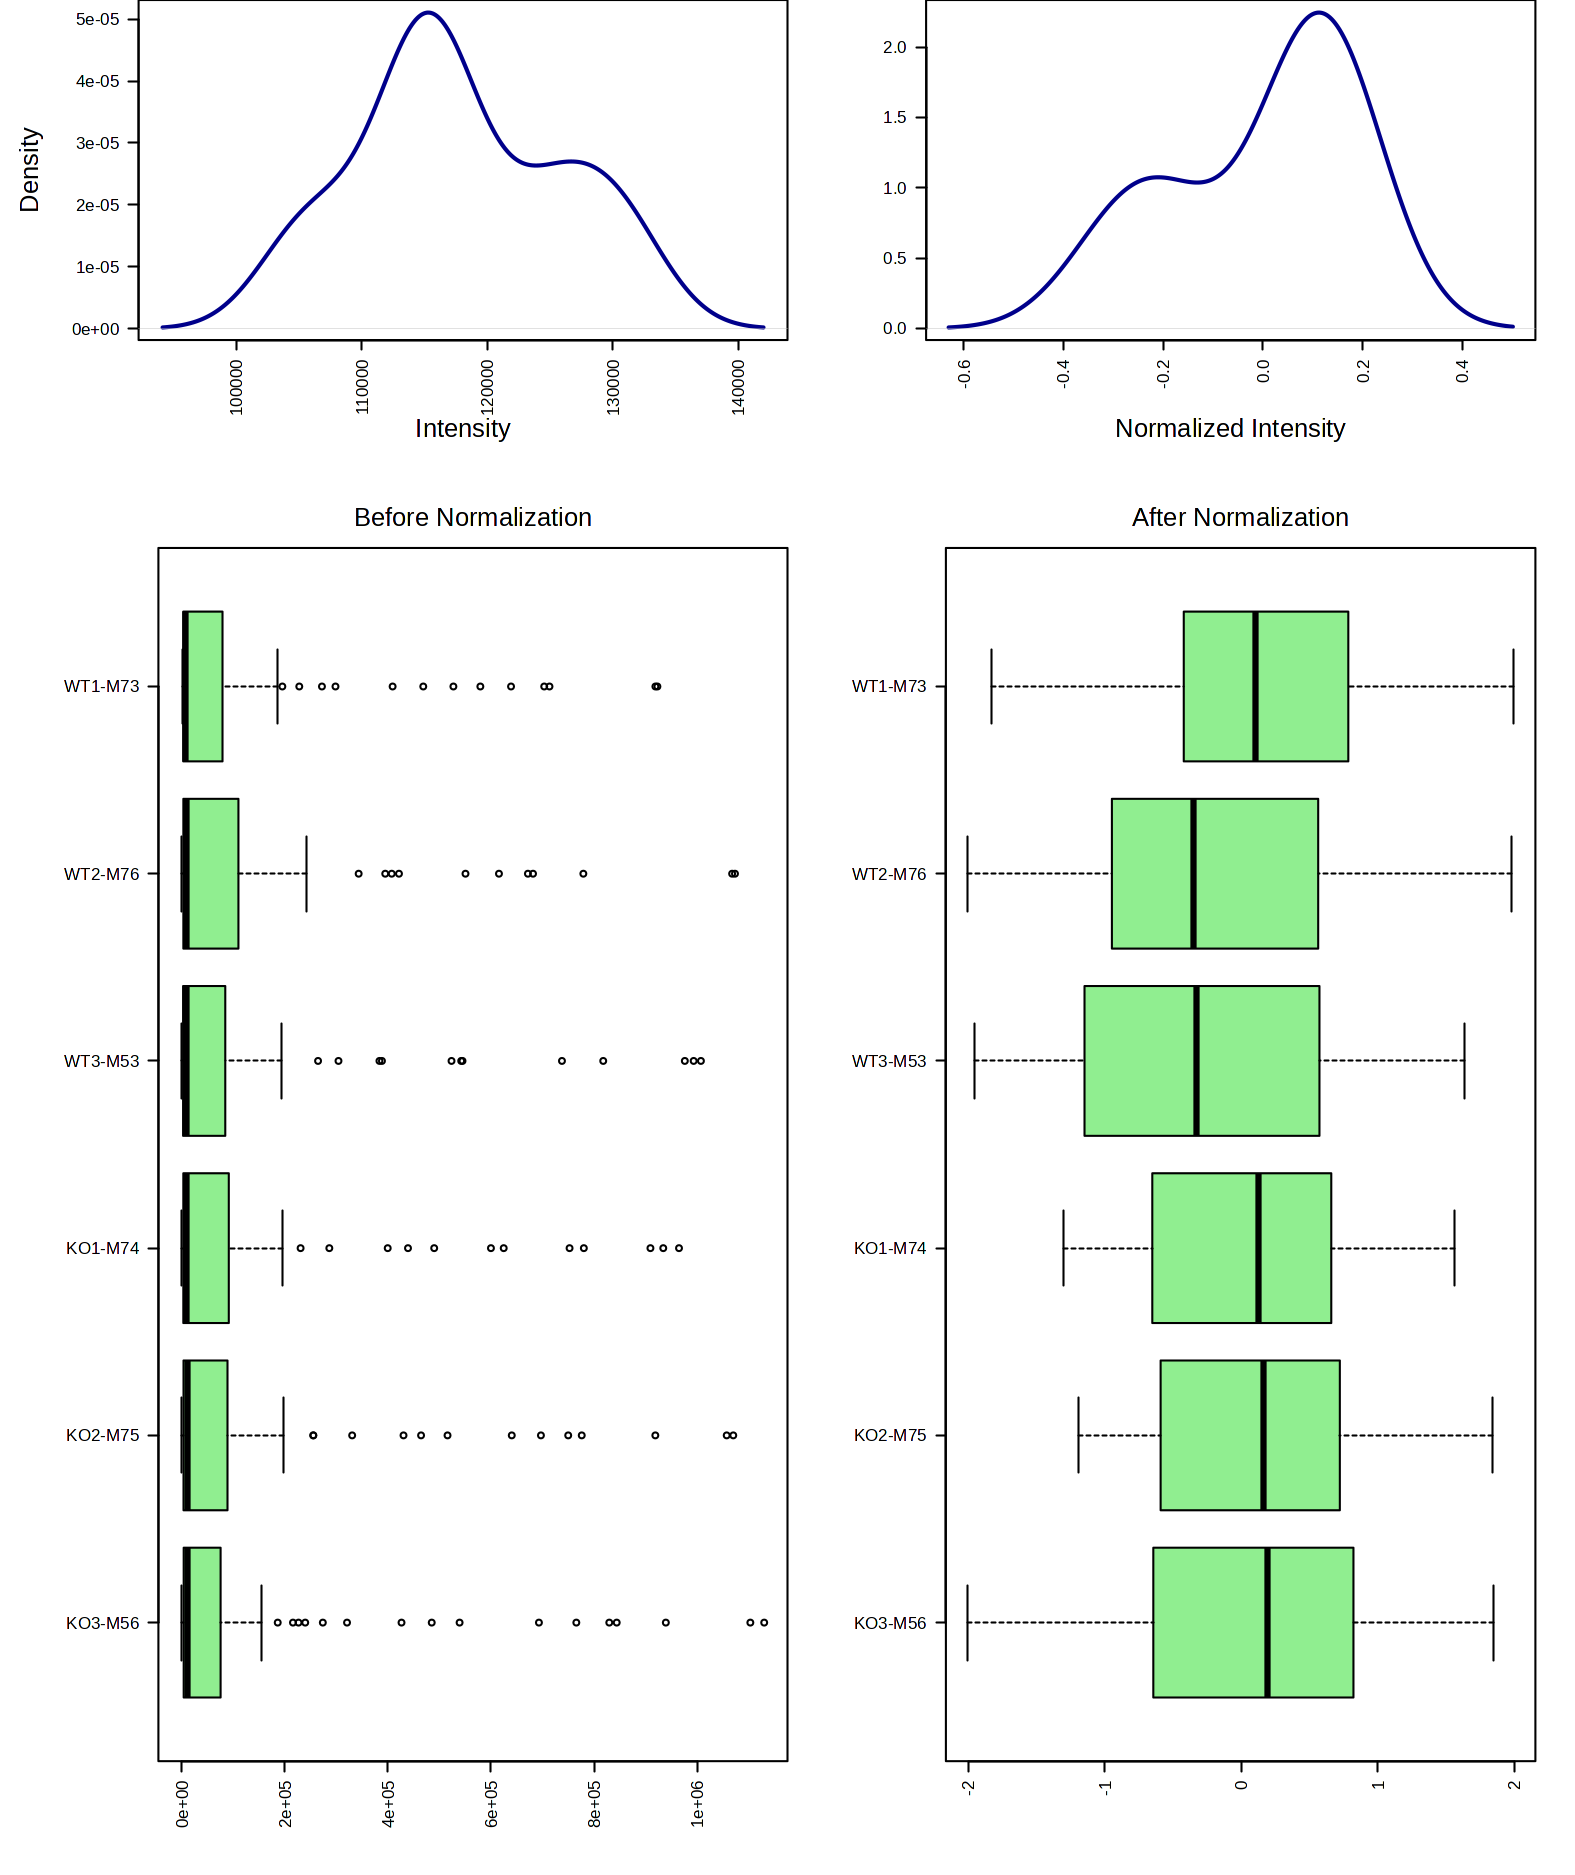 Density
5e-05
4e-05
3e-05
2e-05
1e-05
0e+00
100000
110000
120000
130000
140000
Intensity
2.0
1.5
1.0
0.5
0.0
-0.6
-0.4
-0.2
0.0
0.2
0.4
Normalized Intensity
Before Normalization
WT1-M73
WT2-M76
WT3-M53
KO1-M74
KO2-M75
KO3-M56
0e+00
2e+05
4e+05
6e+05
8e+05
1e+06
After Normalization
WT1-M73
WT2-M76
WT3-M53
KO1-M74
KO2-M75
KO3-M56
-2
-1
0
1
2